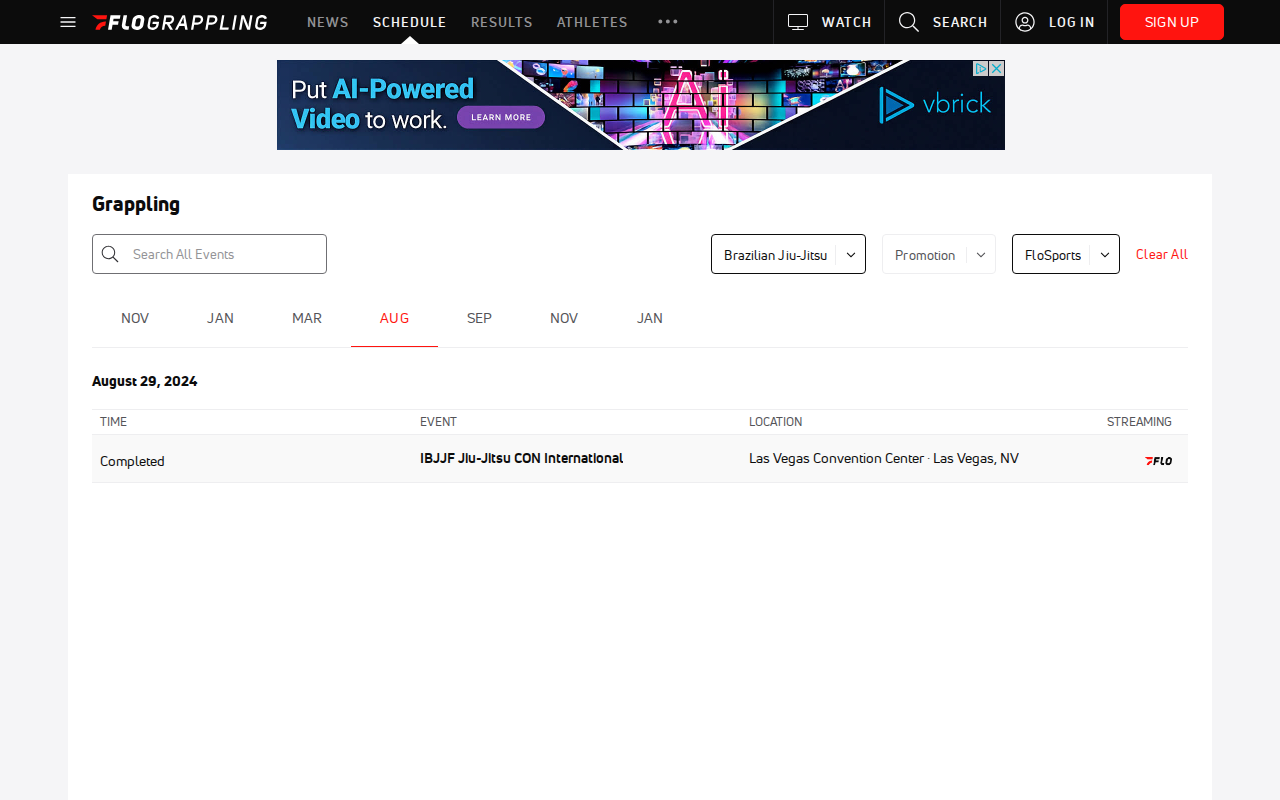 FLOGRAPPLING NEWS SCHEDULE RESULTS ATHLETES WATCH SEARCH LOG IN SIGN UP
Put AI-Powered
Video to work. LEARN MORE
AI
vbrick
Grappling
Search All Events Brazilian Jiu-Jitsu Promotion FloSports Clear All
NOV JAN MAR AUG SEP NOV JAN
August 29, 2024
TIME EVENT LOCATION STREAMING
Completed IBJJF Jiu-Jitsu CON International Las Vegas Convention Center · Las Vegas, NV FLO